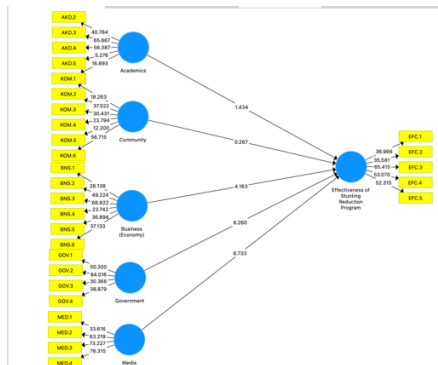 AKD.2
AKD.3
AKD.4
AKD.5
KOM.1
KOM.2
KOM.3
KOM.4
KOM.5
KOM.6
BNS.1
BNS.2
BNS.3
BNS.4
BNS.5
BNS.6
GOV.1
GOV.2
GOV.3
GOV.4
MED.1
MED.2
MED.3
MED.4
40.764
65.867
56.387
5.276
16.893
18.263
37.522
30.431
23.794
12.200
56.715
28.138
49.224
66.822
23.742
36.896
37.133
50.300
84.016
30.366
38.879
33.616
63.219
73.227
78.315
Academics
Community
Business
(Economy)
Government
Media
1.434
0.267
4.163
6.260
6.733
Effectiveness of
Stunting
Reduction
Program
36.966
35.581
65.415
53.070
52.315
EFC.1
EFC.2
EFC.3
EFC.4
EFC.5